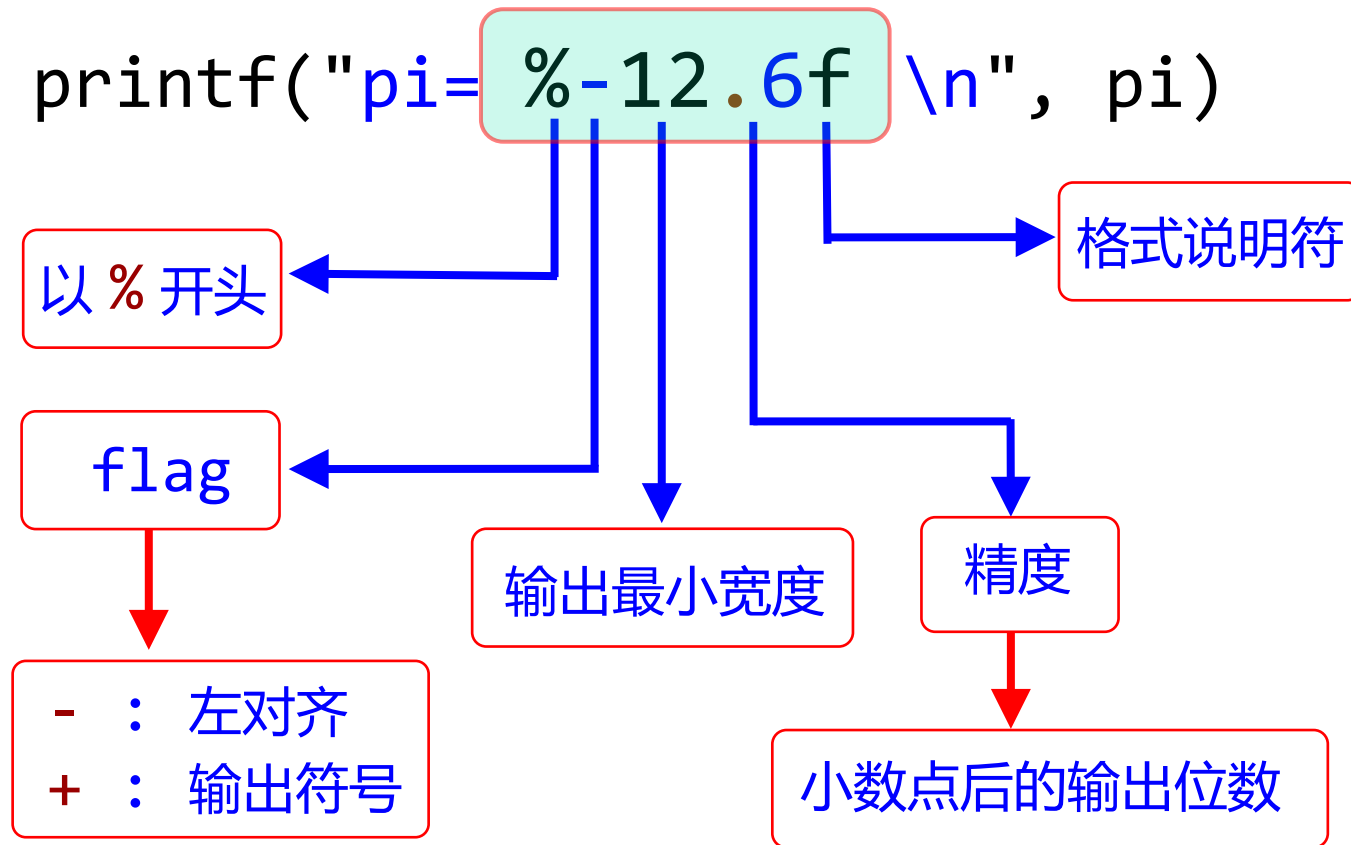 printf("pi= %-12.6f \n", pi)
格式说明符
以 % 开头
flag
输出最小宽度
精度
- : 左对齐
+ : 输出符号
小数点后的输出位数